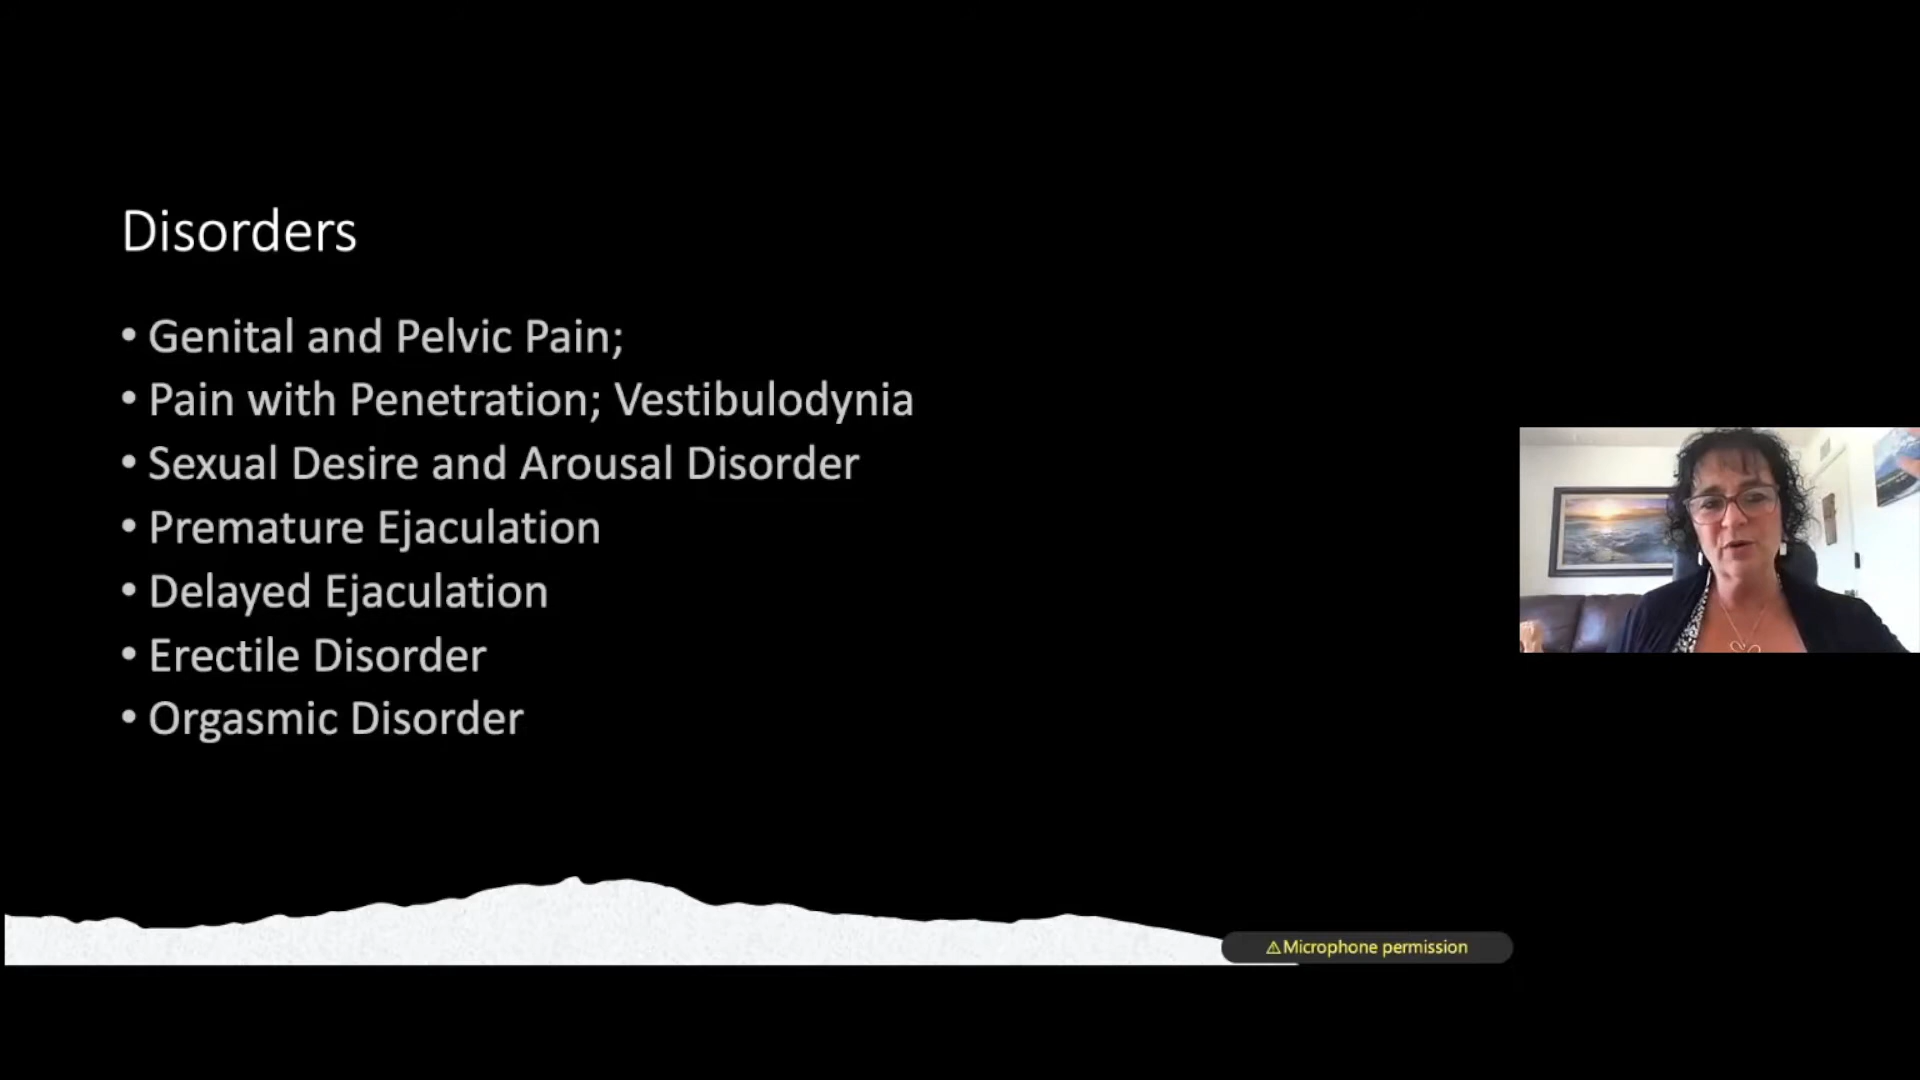 Disorders
• Genital and Pelvic Pain;
• Pain with Penetration; Vestibulodynia
• Sexual Desire and Arousal Disorder
• Premature Ejaculation
• Delayed Ejaculation
• Erectile Disorder
• Orgasmic Disorder
⚠Microphone permission